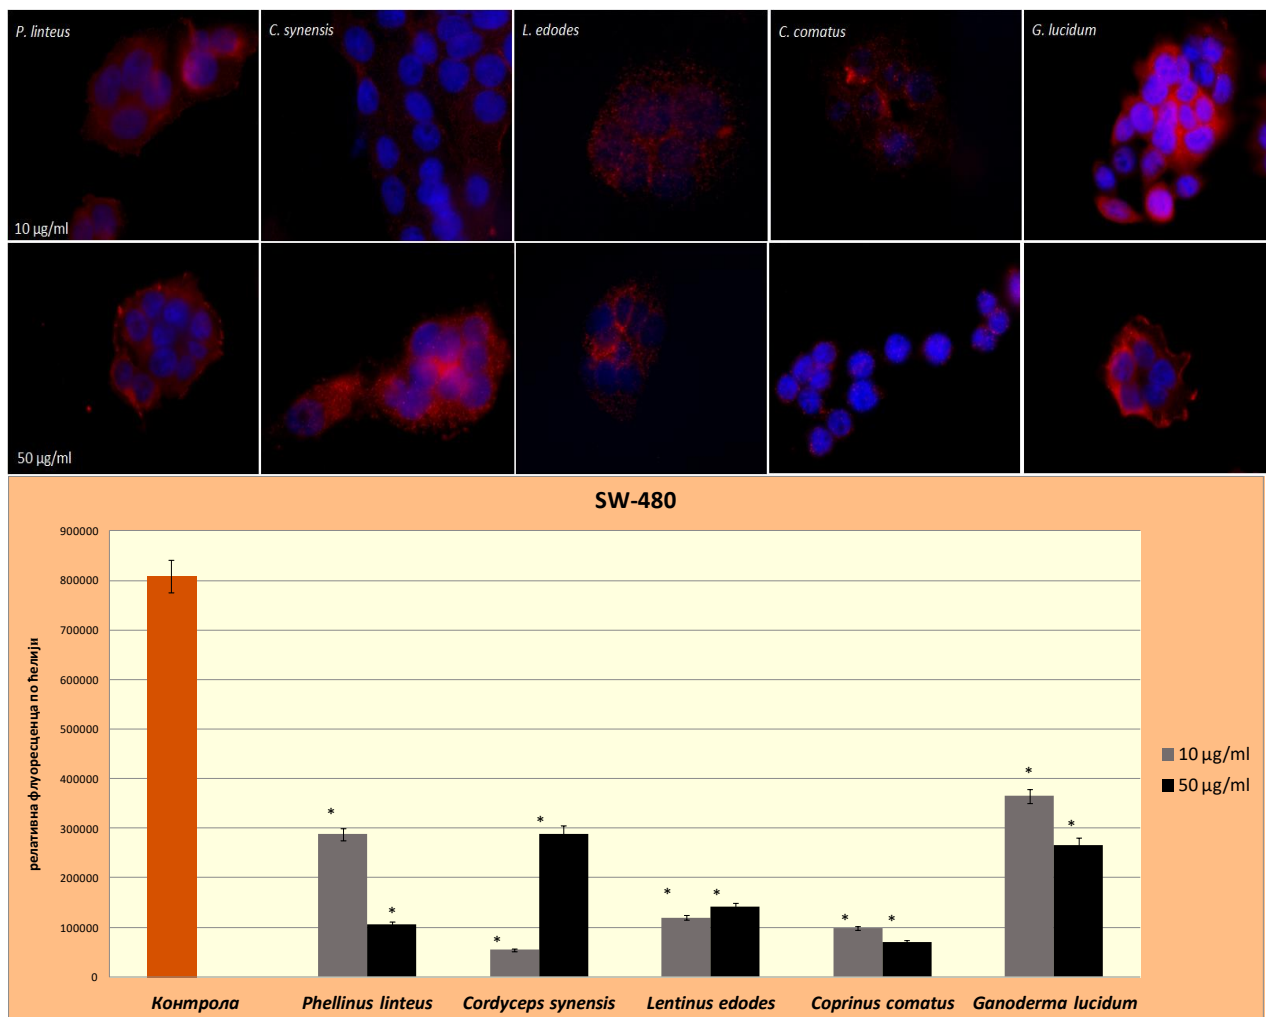 P. linteus
C. synensis
L. edodes
C. comatus
G. lucidum
10 µg/ml
50 µg/ml
SW-480
релативна флуоресценца по ћелији
900000
800000
700000
600000
500000
400000
300000
200000
100000
0
*
*
*
*
*
*
*
*
*
*
10 µg/ml
50 µg/ml
Контрола
Phellinus linteus
Cordyceps synensis
Lentinus edodes
Coprinus comatus
Ganoderma lucidum